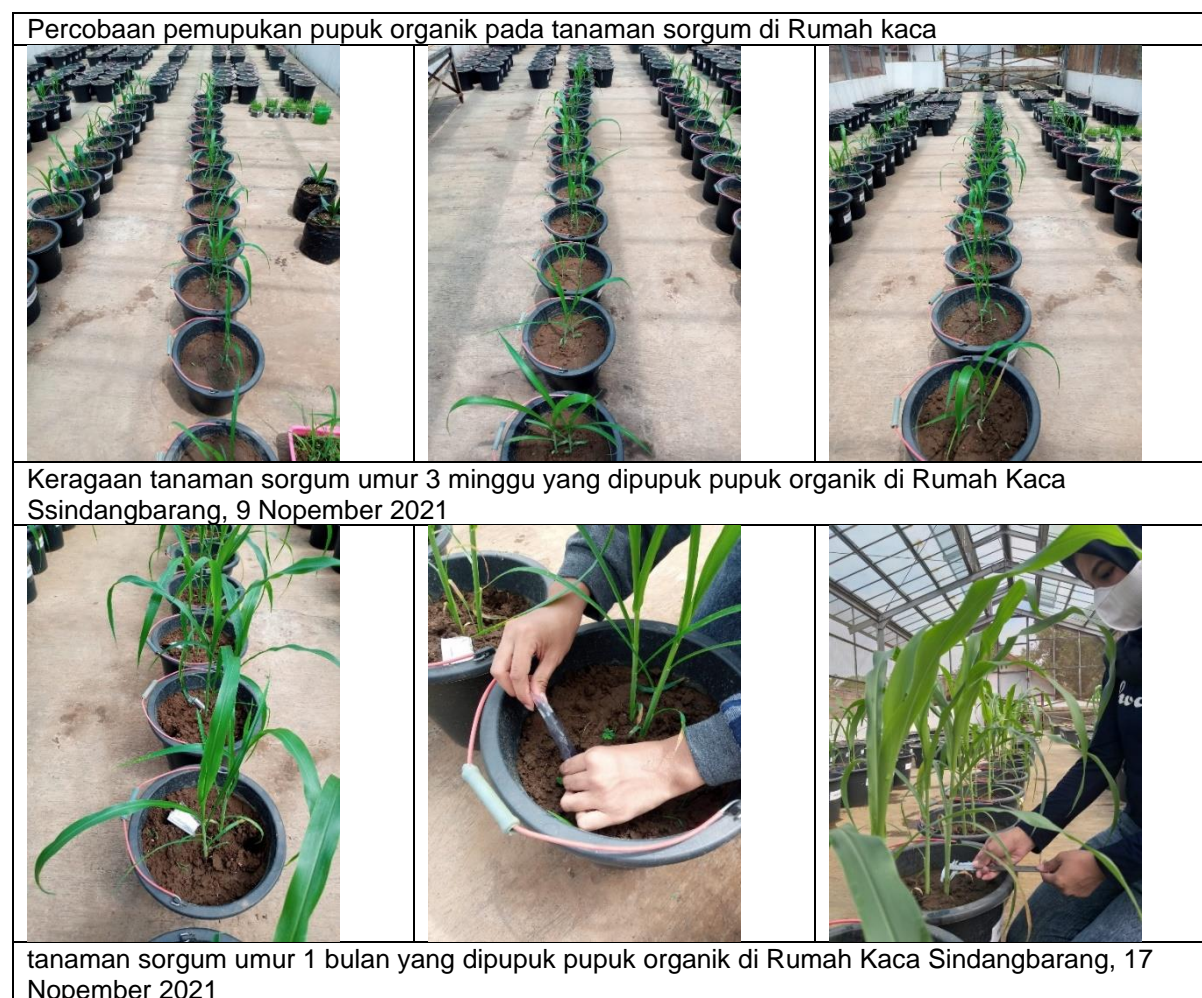 Percobaan pemupukan pupuk organik pada tanaman sorgum di Rumah kaca
Keragaan tanaman sorgum umur 3 minggu yang dipupuk pupuk organik di Rumah Kaca
Ssindangbarang, 9 Nopember 2021
tanaman sorgum umur 1 bulan yang dipupuk pupuk organik di Rumah Kaca Sindangbarang, 17
Nopember 2021